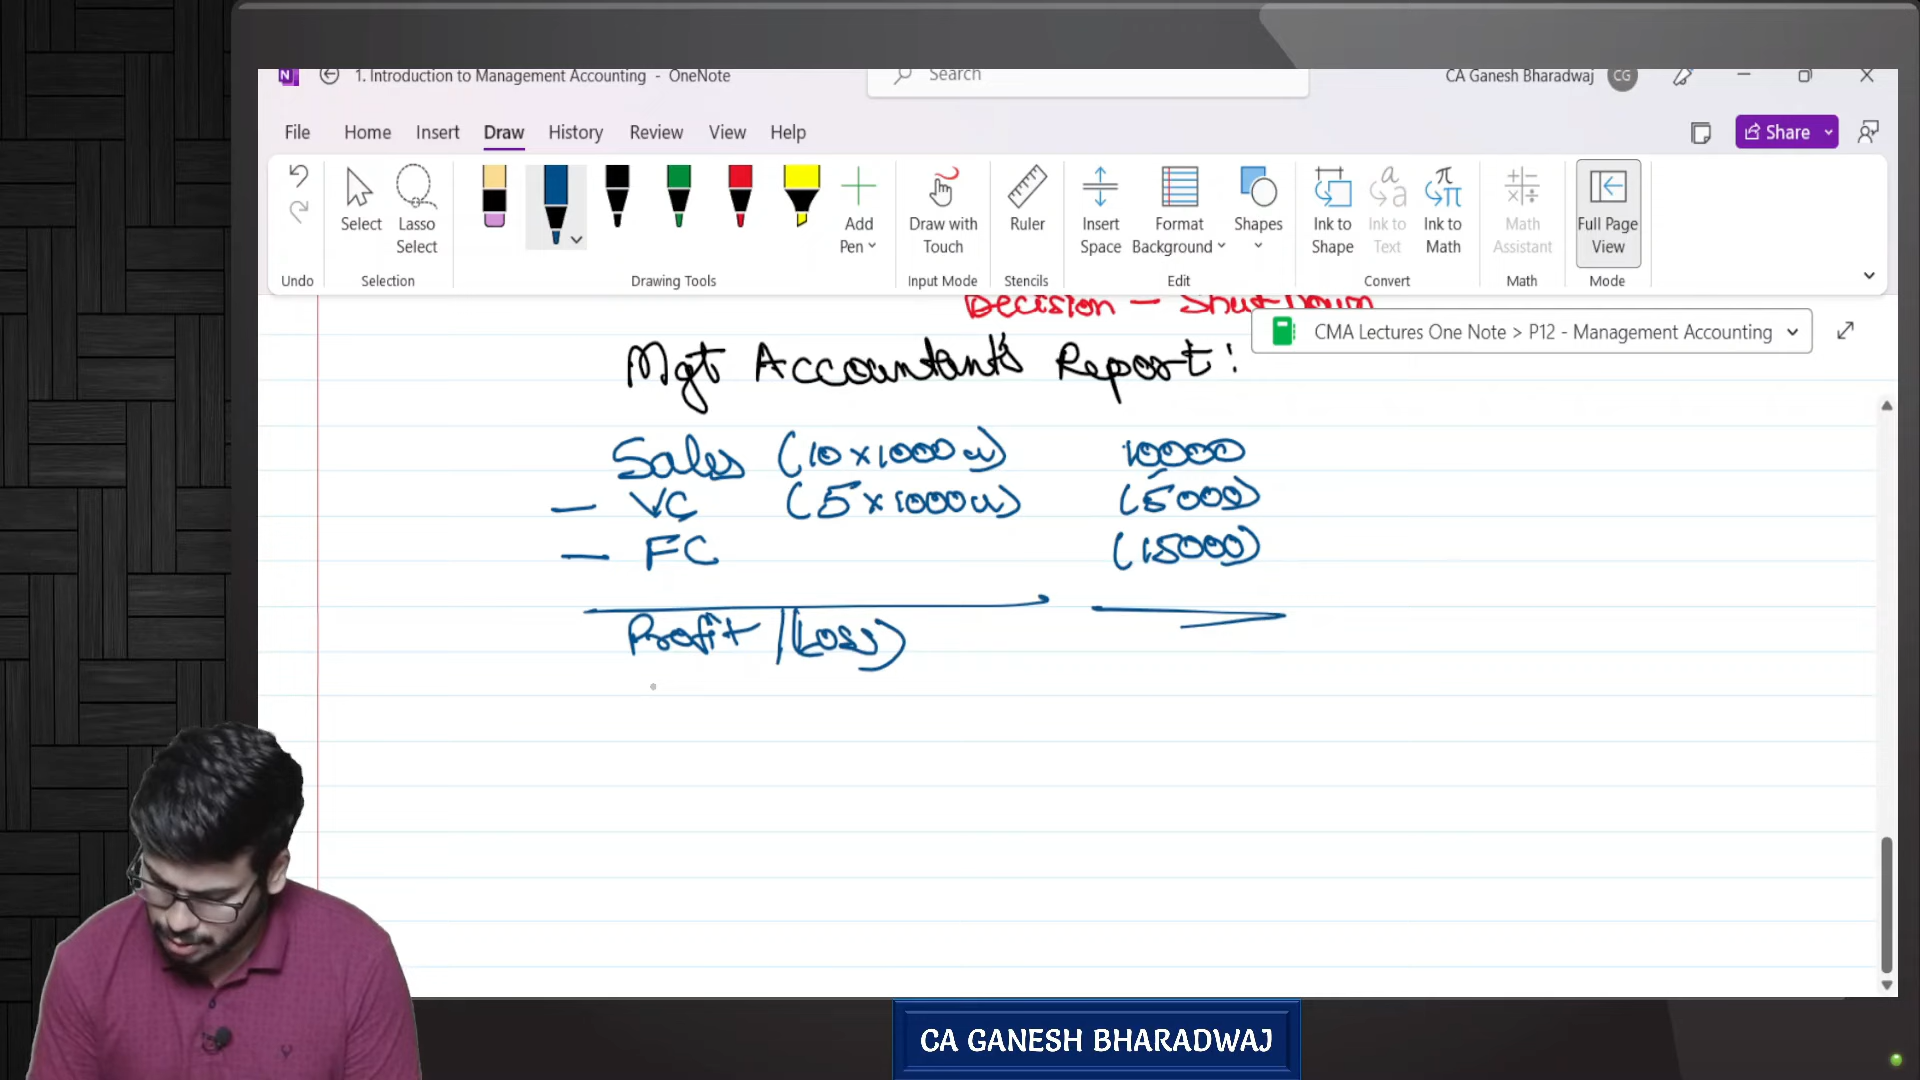 1. Introduction to Management Accounting - OneNote
Search
CA Ganesh Bharadwaj CG
File Home Insert Draw History Review View Help
Share
Select
Lasso Select
Add Pen
Draw with Touch
Ruler
Insert Space
Format Background
Shapes
Ink to Shape
Ink to Text
Ink to Math
Math Assistant
Full Page View
Undo Selection Drawing Tools Input Mode Stencils Edit Convert Math Mode
Decision - Shut Down
CMA Lectures One Note > P12 - Management Accounting
Mgt Accountant's Report:
Sales (10 x 1000 u) 10000
- VC (5 x 1000 u) (5000)
- FC (15000)
Profit /(Loss)
CA GANESH BHARADWAJ